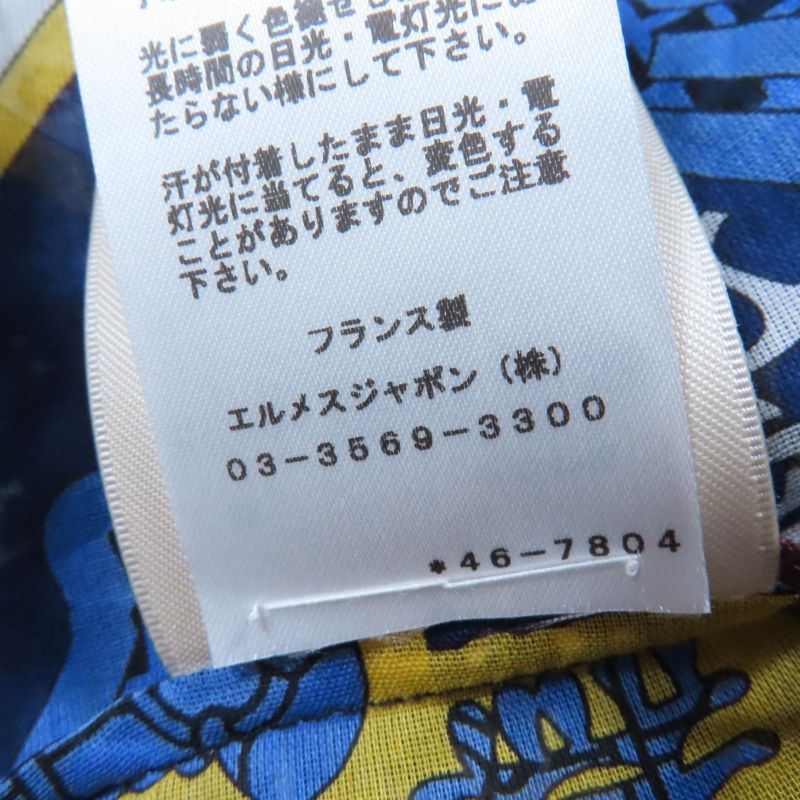 光に弱く色褪せし
長時間の日光・電灯光にあ
たらない様にして下さい。
汗が付着したまま日光・電
灯光に当てると、変色する
ことがありますのでご注意
下さい。
フランス製
エルメスジャポン（株）
03-3569-3300
*46-7804